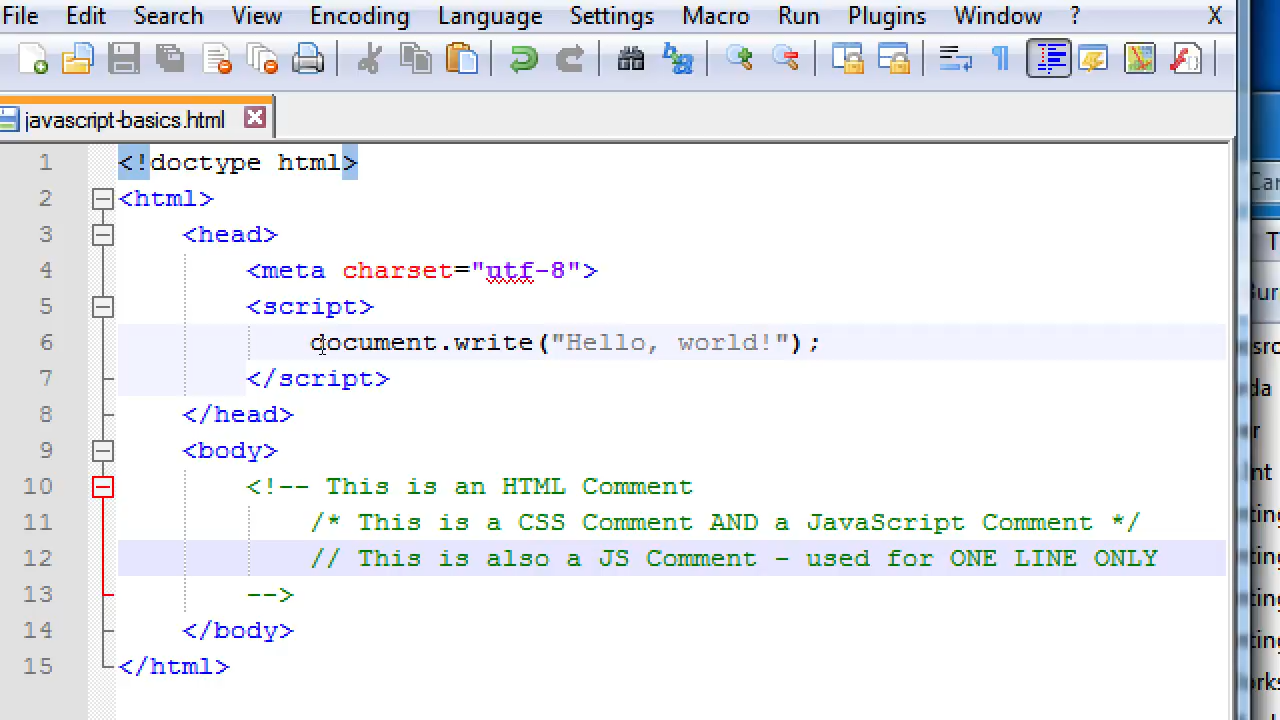 File Edit Search View Encoding Language Settings Macro Run Plugins Window ? X
javascript-basics.html
1 <!doctype html>
2 <html>
3 <head>
4 <meta charset="utf-8">
5 <script>
6 document.write("Hello, world!");
7 </script>
8 </head>
9 <body>
10 <!-- This is an HTML Comment
11 /* This is a CSS Comment AND a JavaScript Comment */
12 // This is also a JS Comment - used for ONE LINE ONLY
13 -->
14 </body>
15 </html>